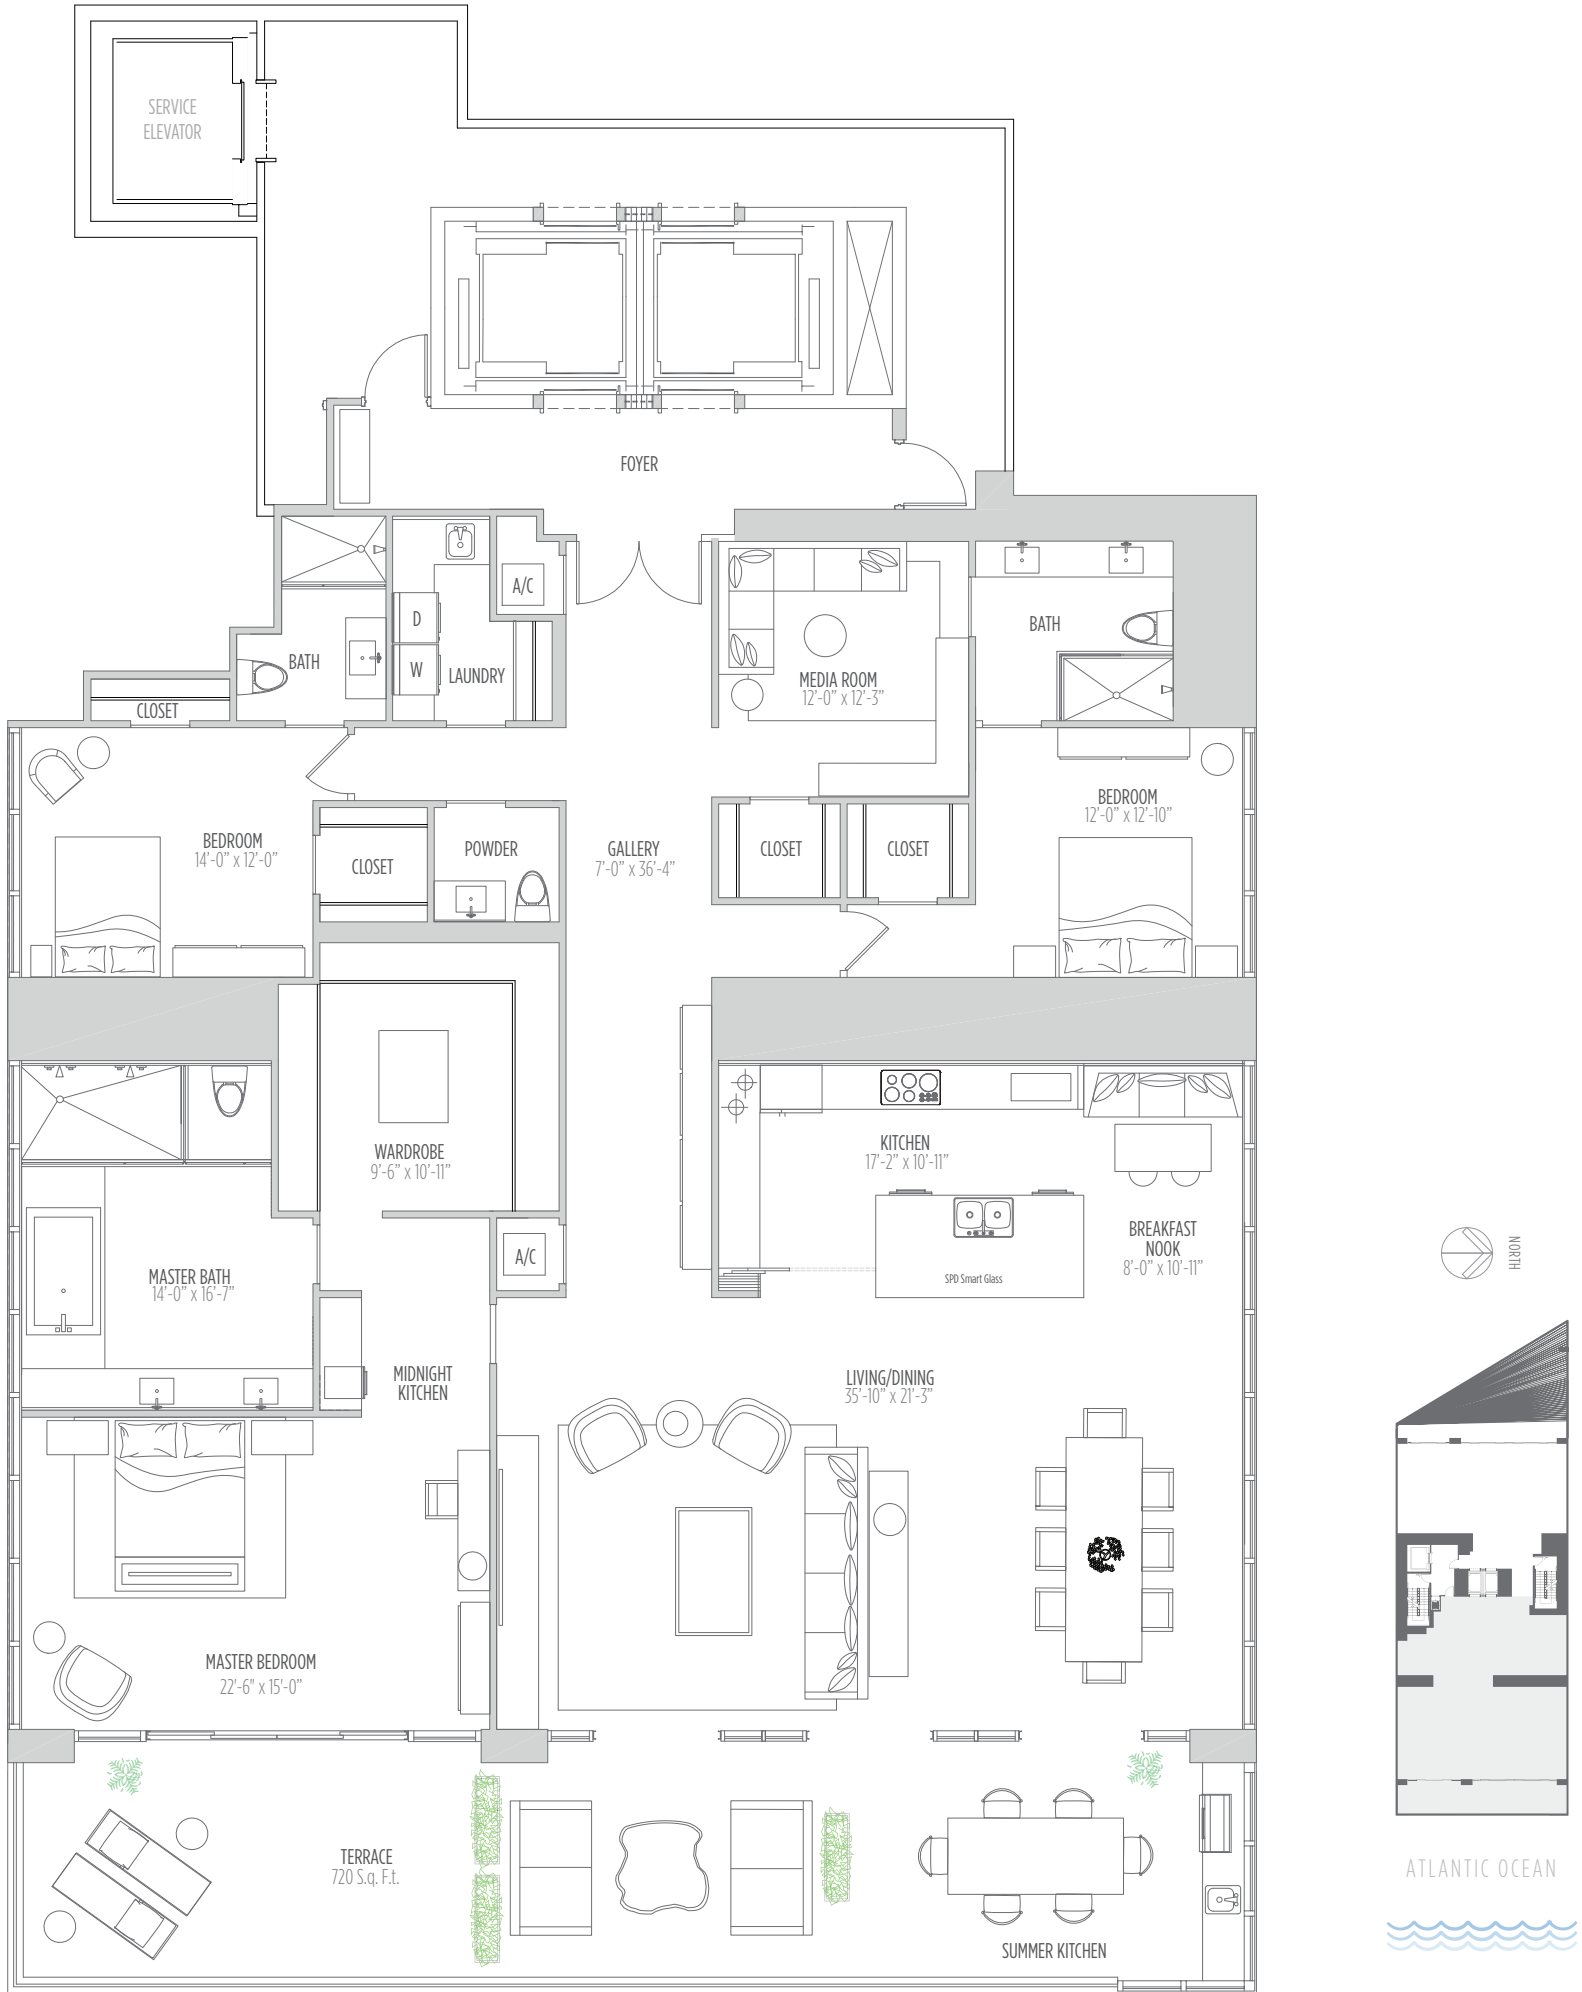 SERVICE
ELEVATOR
FOYER
A/C
D
W
LAUNDRY
BATH
CLOSET
MEDIA ROOM
12'-0" x 12'-3"
BATH
BEDROOM
14'-0" x 12'-0"
CLOSET
POWDER
GALLERY
7'-0" x 36'-4"
CLOSET
CLOSET
BEDROOM
12'-0" x 12'-10"
WARDROBE
9'-6" x 10'-11"
KITCHEN
17'-2" x 10'-11"
BREAKFAST
NOOK
8'-0" x 10'-11"
SPD Smart Glass
A/C
MASTER BATH
14'-0" x 16'-7"
MIDNIGHT
KITCHEN
LIVING/DINING
35'-10" x 21'-3"
MASTER BEDROOM
22'-6" x 15'-0"
TERRACE
720 S.q. F.t.
SUMMER KITCHEN
NORTH
ATLANTIC OCEAN